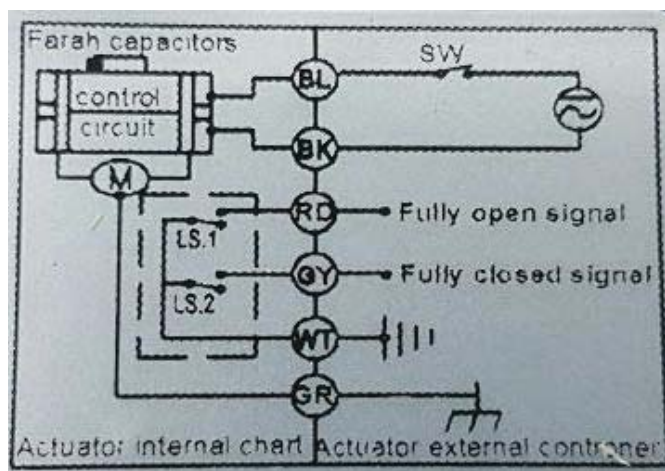 Farah capacitors
SW
BL
control
circuit
BK
M
RD
Fully open signal
LS.1
GY
Fully closed signal
LS.2
WT
GR
Actuator internal chart
Actuator external controner